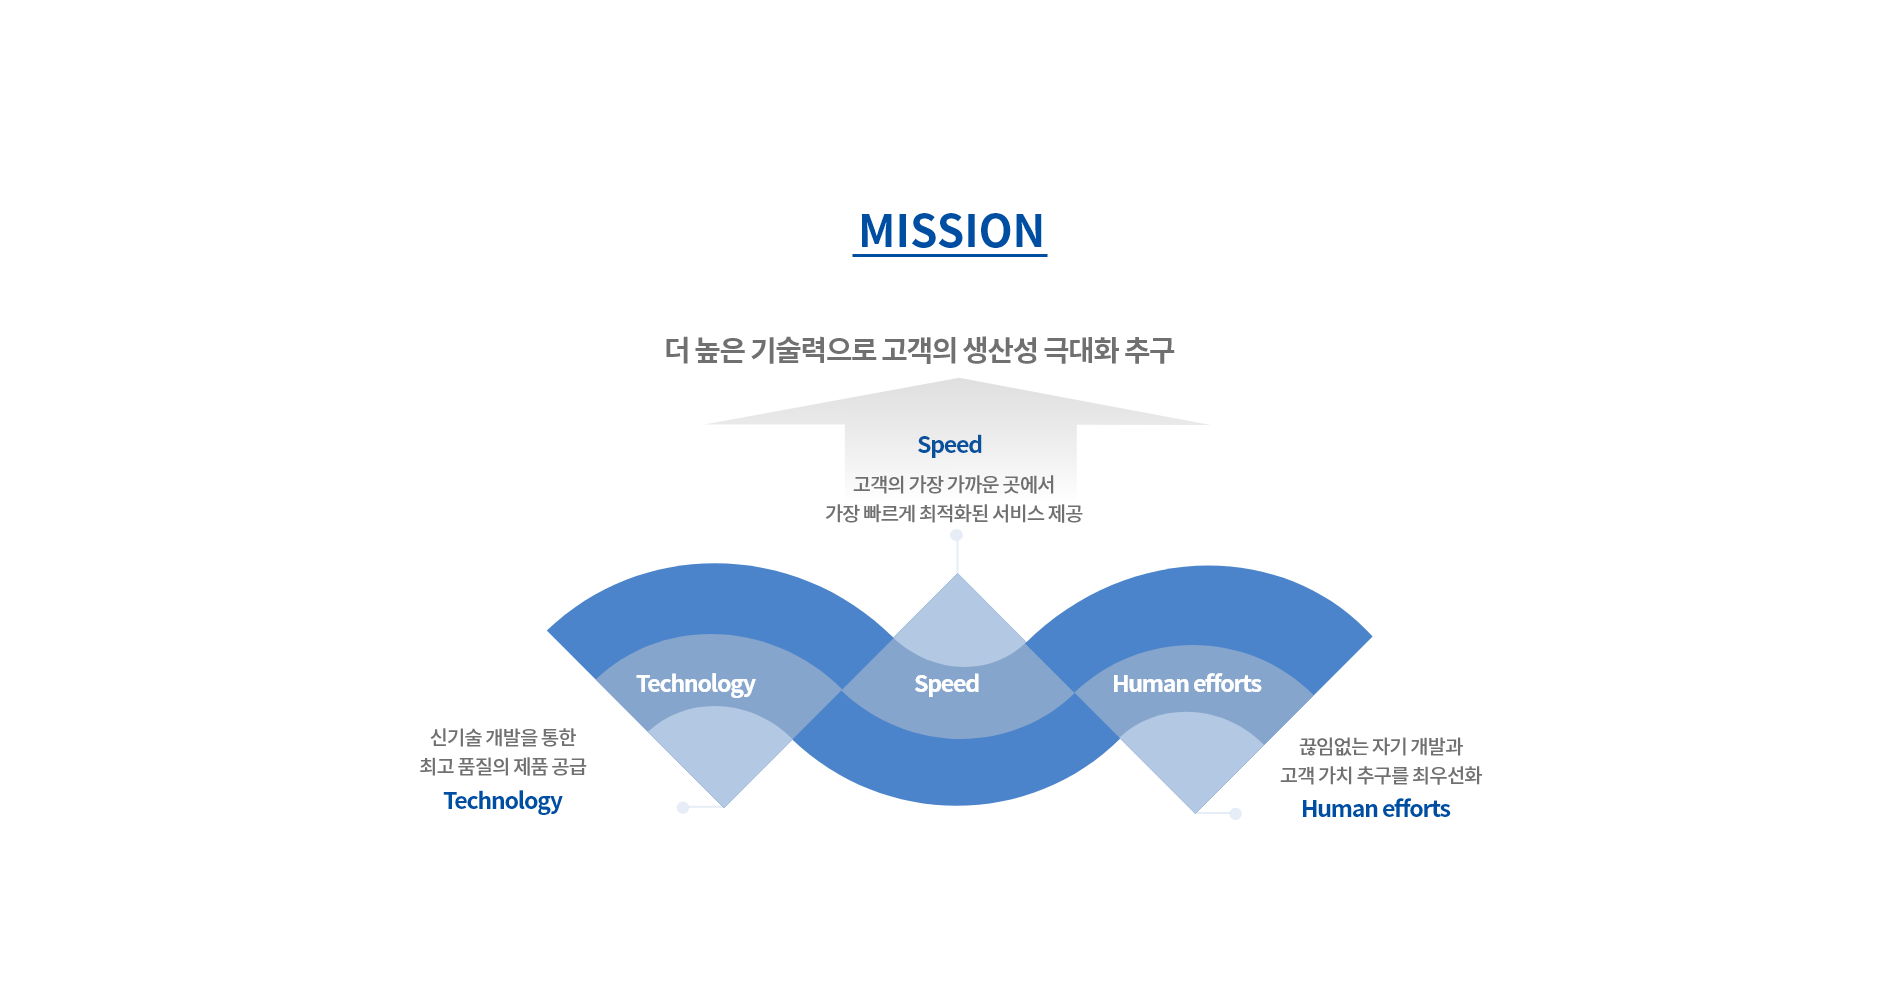 MISSION
더 높은 기술력으로 고객의 생산성 극대화 추구
Speed
고객의 가장 가까운 곳에서
가장 빠르게 최적화된 서비스 제공
Technology
Speed
Human efforts
신기술 개발을 통한
최고 품질의 제품 공급
Technology
끊임없는 자기 개발과
고객 가치 추구를 최우선화
Human efforts